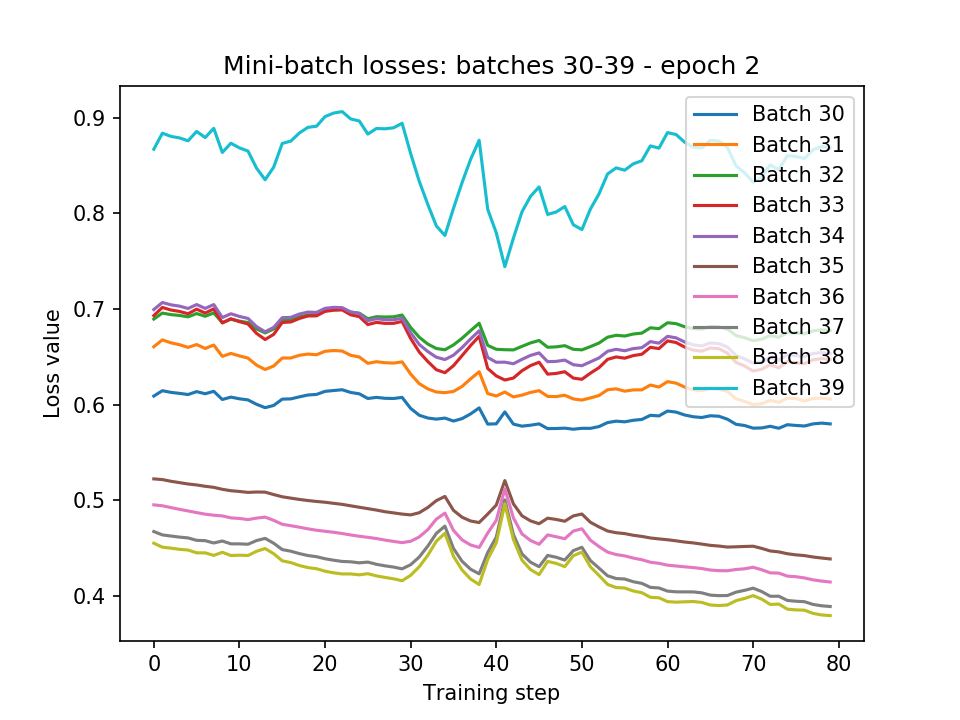 Mini-batch losses: batches 30-39 - epoch 2
Loss value
0.9
0.8
0.7
0.6
0.5
0.4
Batch 30
Batch 31
Batch 32
Batch 33
Batch 34
Batch 35
Batch 36
Batch 37
Batch 38
Batch 39
0 10 20 30 40 50 60 70 80
Training step